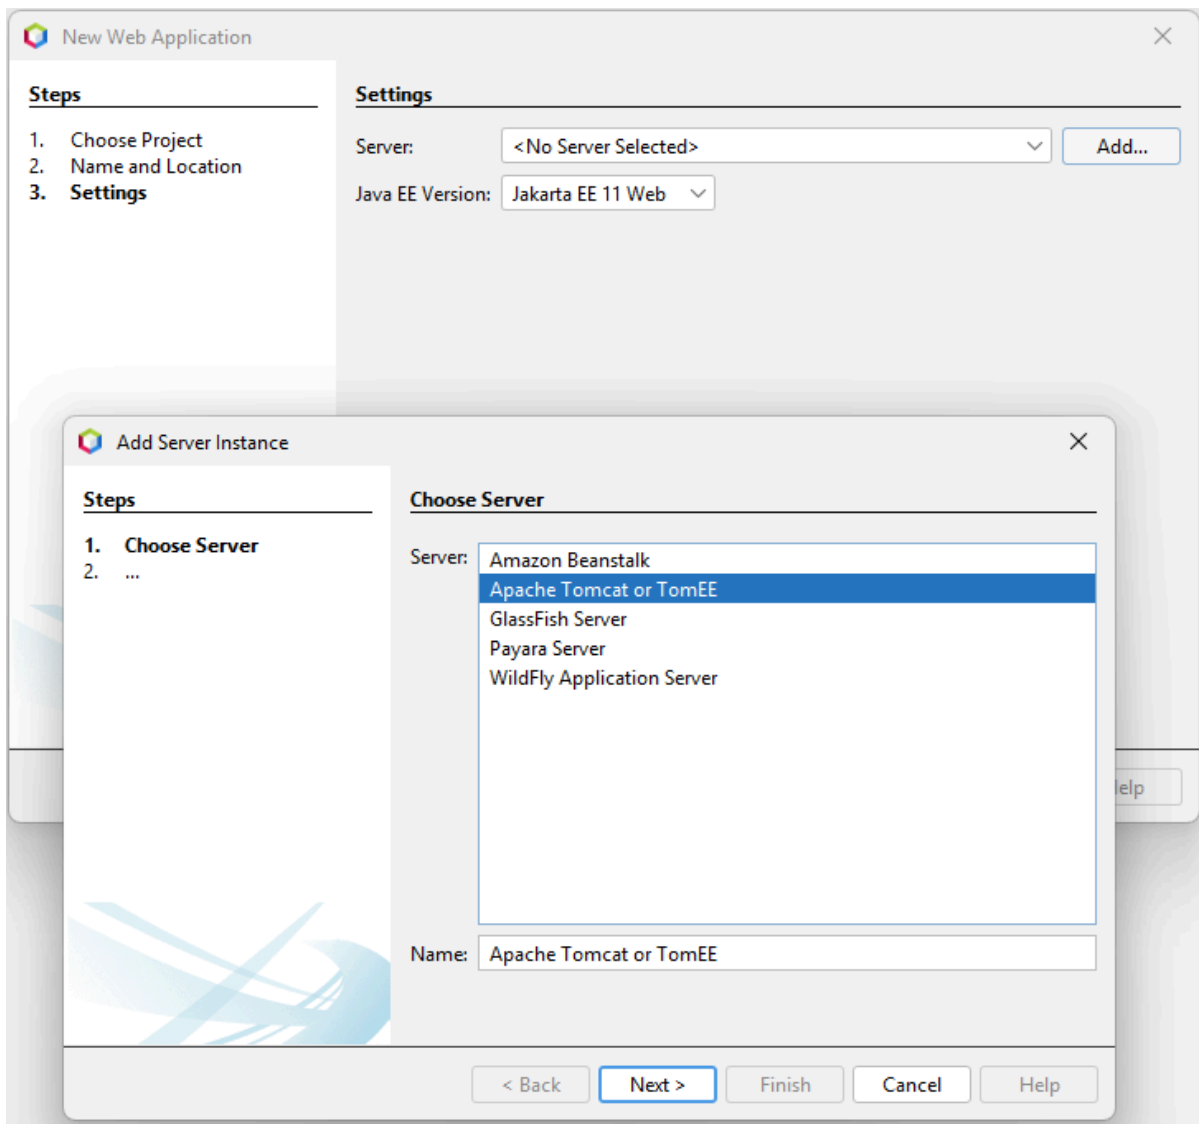 New Web Application
Steps
1. Choose Project
2. Name and Location
3. Settings
Settings
Server: <No Server Selected> Add...
Java EE Version: Jakarta EE 11 Web
Add Server Instance
Steps
1. Choose Server
2. ...
Choose Server
Server: Amazon Beanstalk
Apache Tomcat or TomEE
GlassFish Server
Payara Server
WildFly Application Server
Name: Apache Tomcat or TomEE
< Back Next > Finish Cancel Help